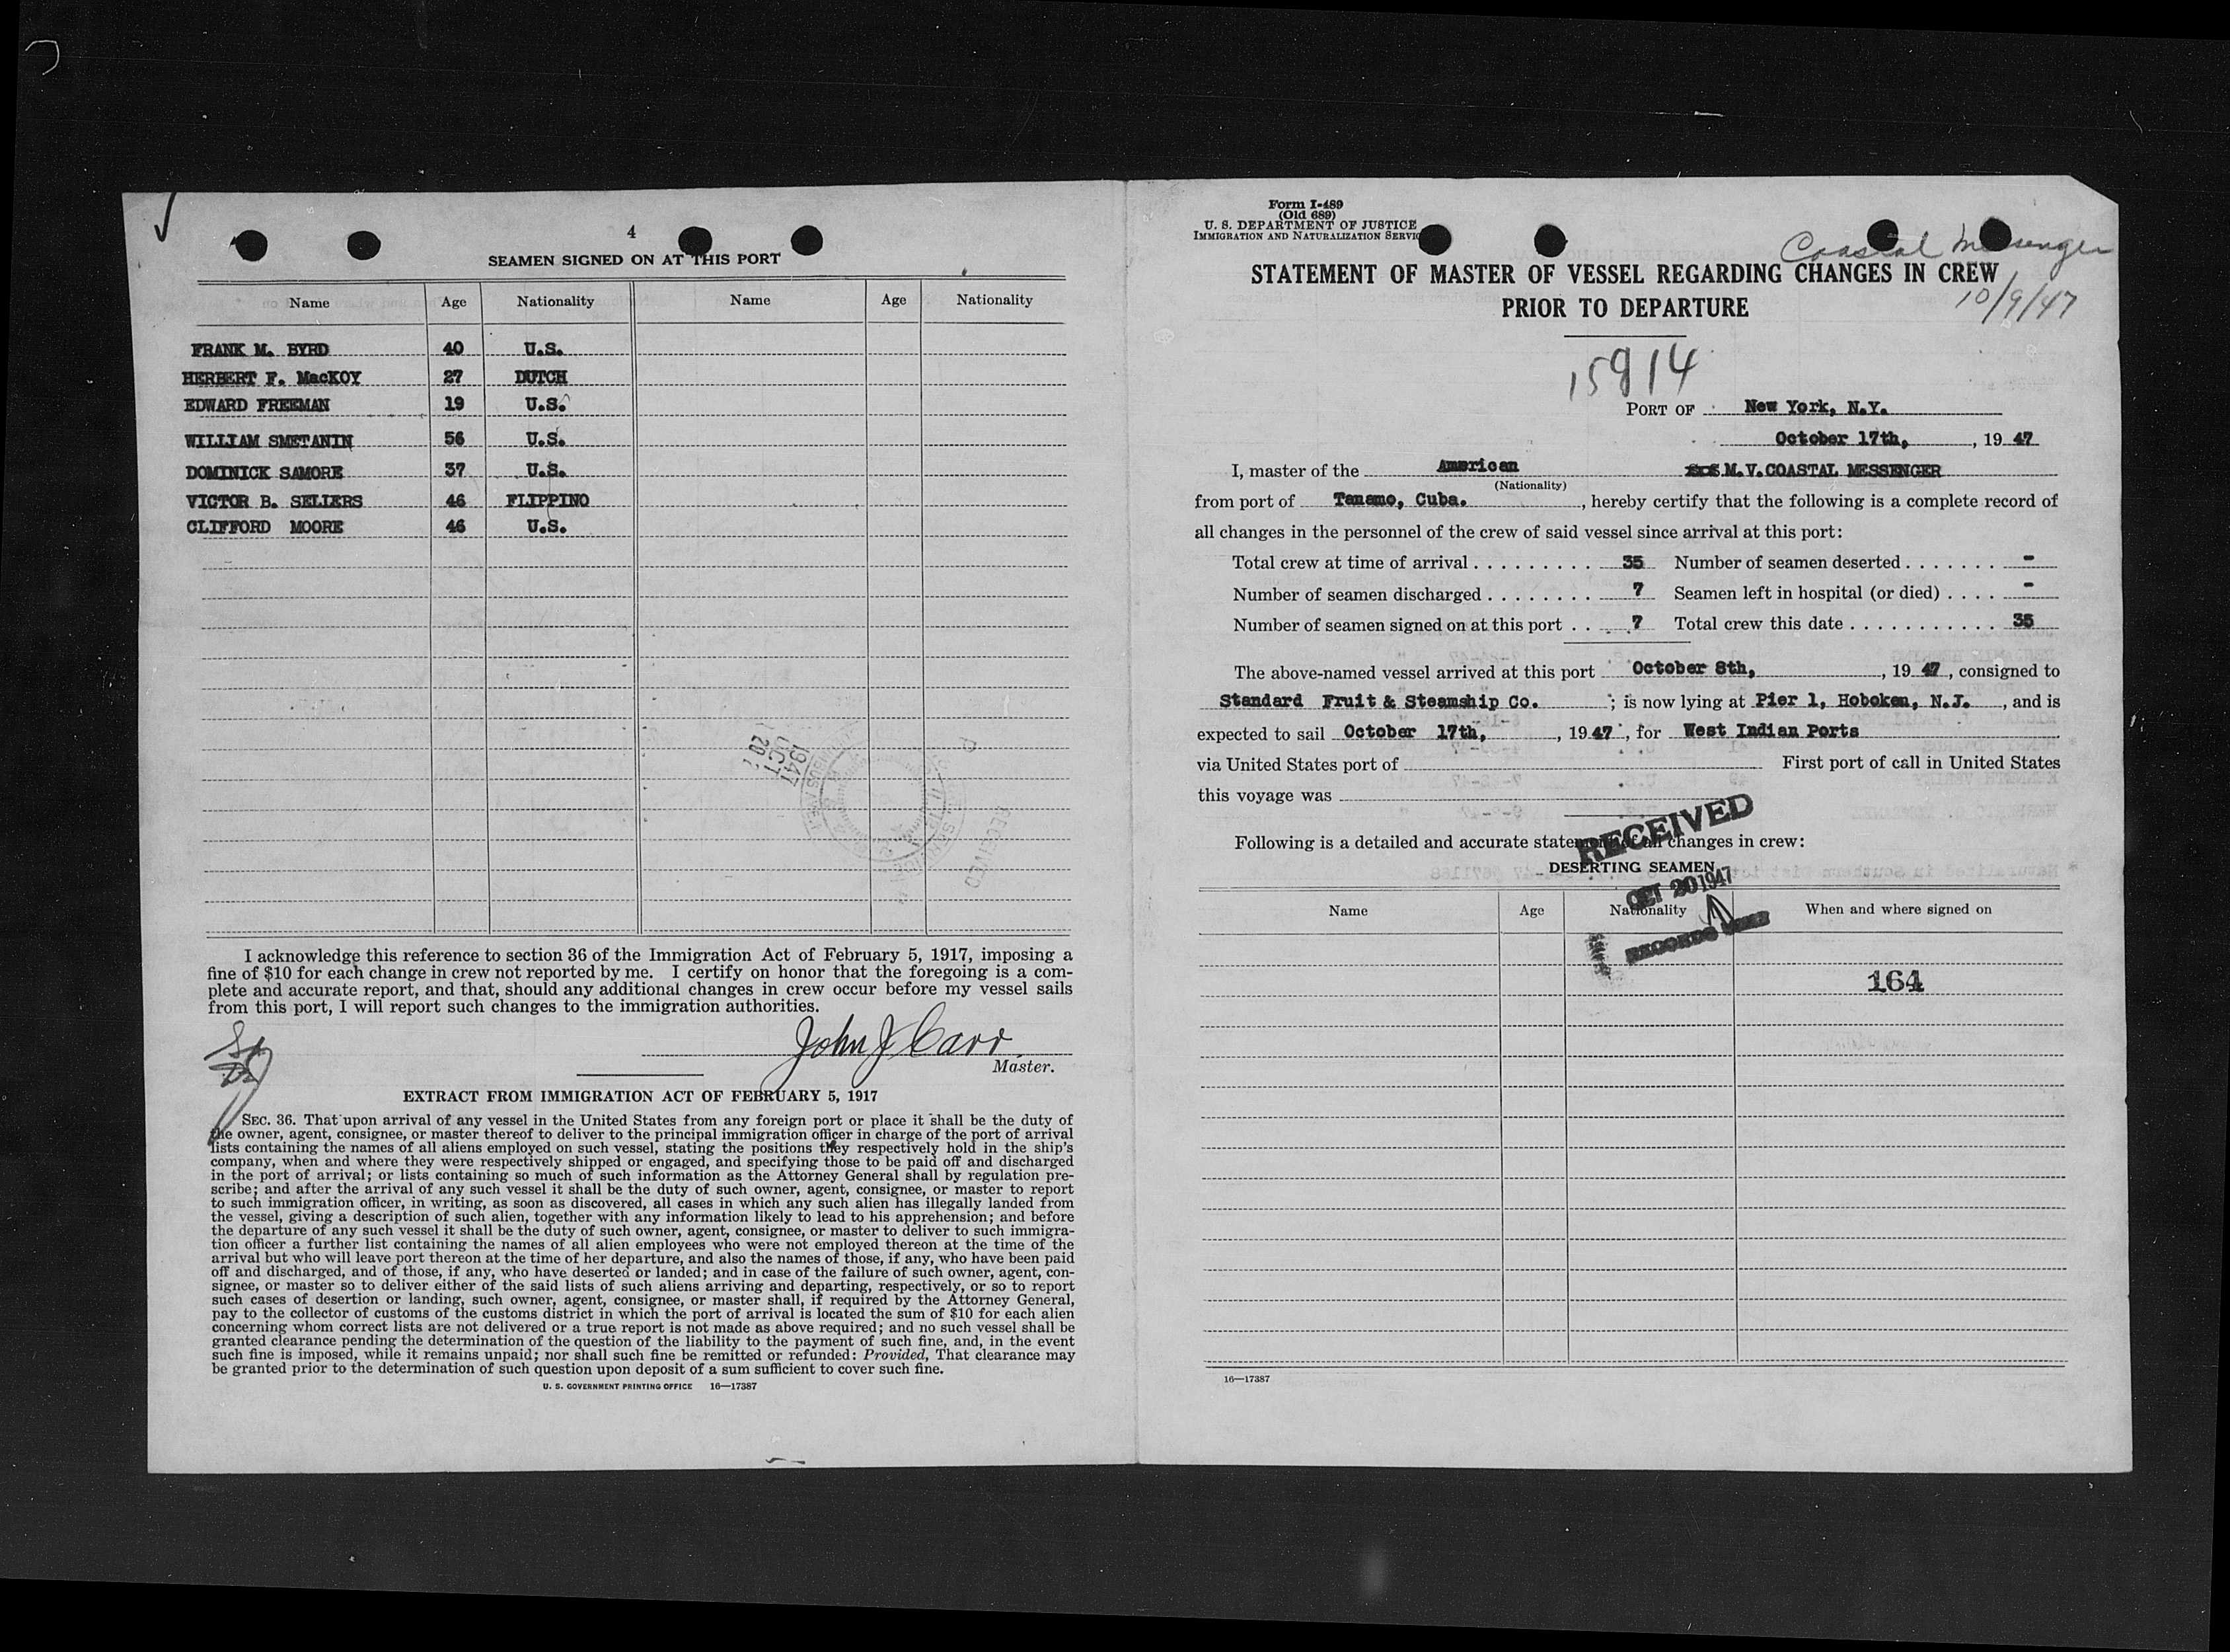 4
SEAMEN SIGNED ON AT THIS PORT
Name Age Nationality Name Age Nationality
FRANK M. BYRD 40 U.S.
HERBERT F. MacKOY 27 DUTCH
EDWARD FREEMAN 19 U.S.
WILLIAM SMETANIN 56 U.S.
DOMINICK SAMORE 37 U.S.
VICTOR B. SELLERS 46 FLIPPINO
CLIFFORD MOORE 46 U.S.
1947
OCT
20
RECEIVED
I acknowledge this reference to section 36 of the Immigration Act of February 5, 1917, imposing a
fine of $10 for each change in crew not reported by me. I certify on honor that the foregoing is a com-
plete and accurate report, and that, should any additional changes in crew occur before my vessel sails
from this port, I will report such changes to the immigration authorities.
John J Carr
Master.
EXTRACT FROM IMMIGRATION ACT OF FEBRUARY 5, 1917
SEC. 36. That upon arrival of any vessel in the United States from any foreign port or place it shall be the duty of
the owner, agent, consignee, or master thereof to deliver to the principal immigration officer in charge of the port of arrival
lists containing the names of all aliens employed on such vessel, stating the positions they respectively hold in the ship's
company, when and where they were respectively shipped or engaged, and specifying those to be paid off and discharged
in the port of arrival; or lists containing so much of such information as the Attorney General shall by regulation pre-
scribe; and after the arrival of any such vessel it shall be the duty of such owner, agent, consignee, or master to report
to such immigration officer, in writing, as soon as discovered, all cases in which any such alien has illegally landed from
the vessel, giving a description of such alien, together with any information likely to lead to his apprehension; and before
the departure of any such vessel it shall be the duty of such owner, agent, consignee, or master to deliver to such immigra-
tion officer a further list containing the names of all alien employees who were not employed thereon at the time of the
arrival but who will leave port thereon at the time of her departure, and also the names of those, if any, who have been paid
off and discharged, and of those, if any, who have deserted or landed; and in case of the failure of such owner, agent, con-
signee, or master so to deliver either of the said lists of such aliens arriving and departing, respectively, or so to report
such cases of desertion or landing, such owner, agent, consignee, or master shall, if required by the Attorney General,
pay to the collector of customs of the customs district in which the port of arrival is located the sum of $10 for each alien
concerning whom correct lists are not delivered or a true report is not made as above required; and no such vessel shall be
granted clearance pending the determination of the question of the liability to the payment of such fine, and, in the event
such fine is imposed, while it remains unpaid; nor shall such fine be remitted or refunded: Provided, That clearance may
be granted prior to the determination of such question upon deposit of a sum sufficient to cover such fine.
U. S. GOVERNMENT PRINTING OFFICE 16—17387
Form I-489
(Old 689)
U. S. DEPARTMENT OF JUSTICE
IMMIGRATION AND NATURALIZATION SERVIC
Coastal Messenger
10/9/47
STATEMENT OF MASTER OF VESSEL REGARDING CHANGES IN CREW
PRIOR TO DEPARTURE
15914
PORT OF New York, N.Y.
October 17th, , 19 47
I, master of the American M.V.COASTAL MESSENGER
(Nationality)
from port of Tanamo, Cuba. , hereby certify that the following is a complete record of
all changes in the personnel of the crew of said vessel since arrival at this port:
Total crew at time of arrival . . . . . . . . . 35 Number of seamen deserted . . . . . . . -
Number of seamen discharged . . . . . . . . 7 Seamen left in hospital (or died) . . . . -
Number of seamen signed on at this port . . 7 Total crew this date . . . . . . . . . . . 35
The above-named vessel arrived at this port October 8th, , 19 47 , consigned to
Standard Fruit & Steamship Co. ; is now lying at Pier 1, Hoboken, N.J. , and is
expected to sail October 17th, , 19 47 , for West Indian Ports
via United States port of First port of call in United States
this voyage was
Following is a detailed and accurate statement of all changes in crew:
RECEIVED
DESERTING SEAMEN
OCT 20 1947
Name Age Nationality When and where signed on
RECORDS
164
16—17387